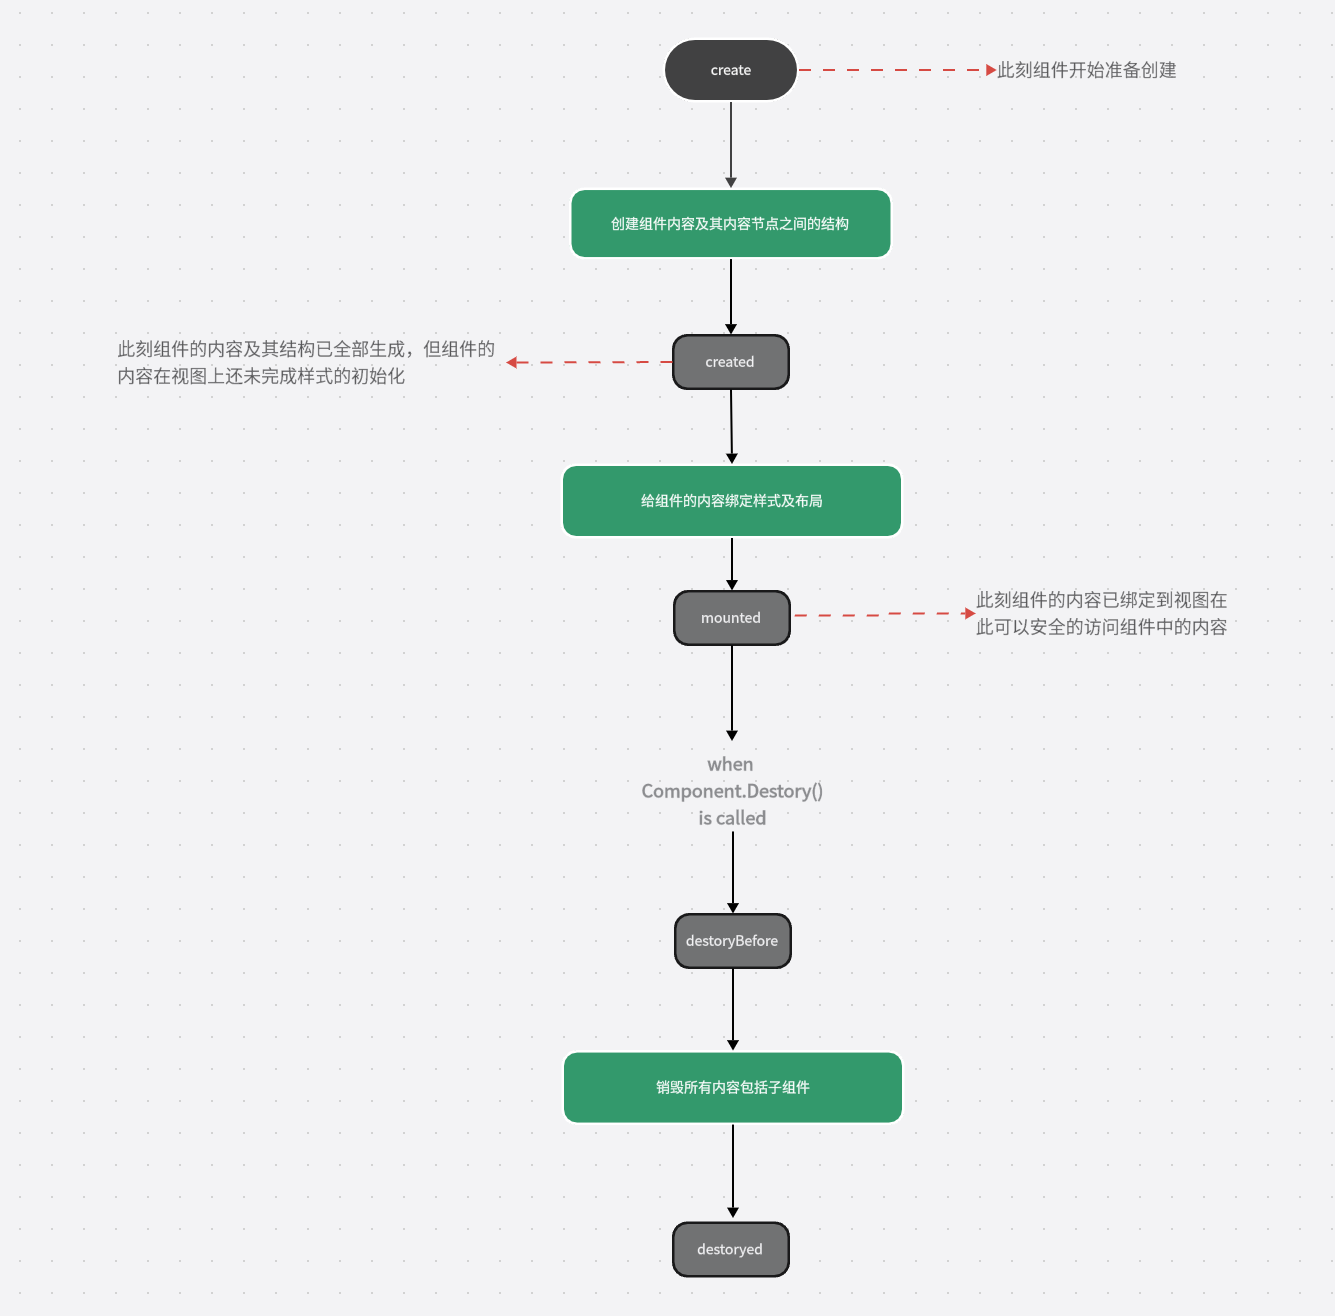 create
此刻组件开始准备创建
创建组件内容及其内容节点之间的结构
此刻组件的内容及其结构已全部生成，但组件的
内容在视图上还未完成样式的初始化
created
给组件的内容绑定样式及布局
mounted
此刻组件的内容已绑定到视图在
此可以安全的访问组件中的内容
when
Component.Destory()
is called
destoryBefore
销毁所有内容包括子组件
destoryed